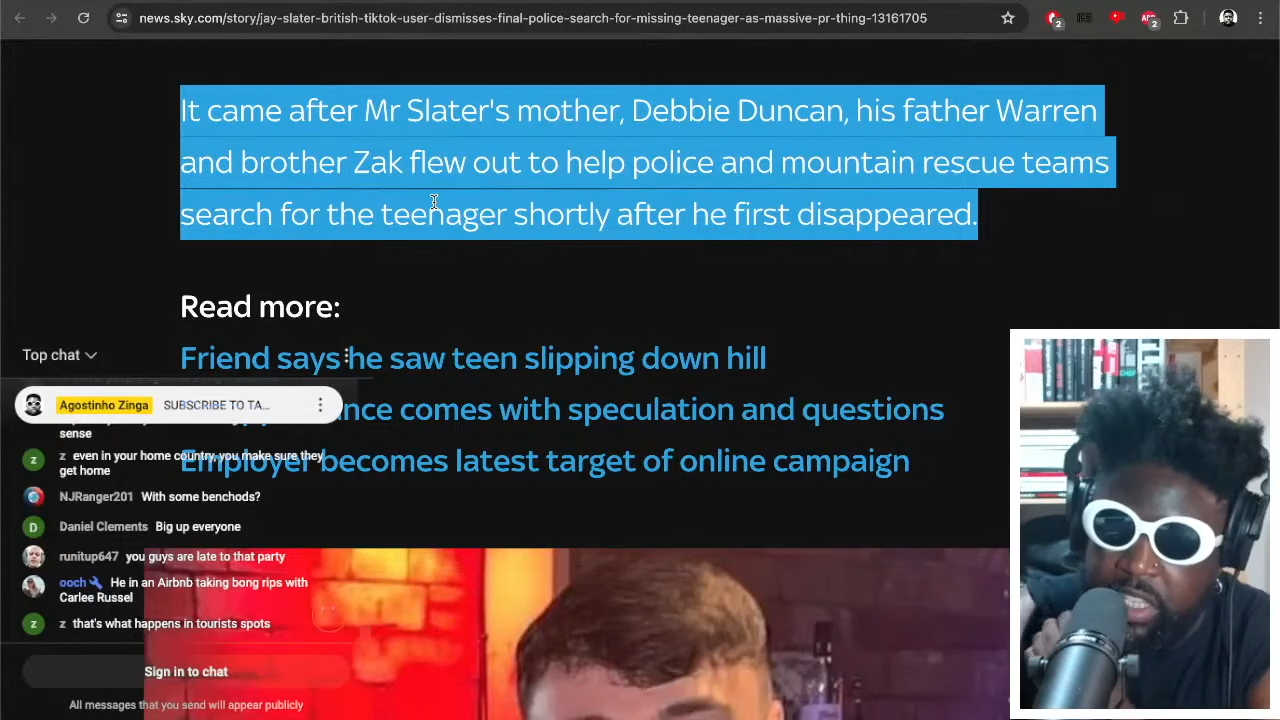 news.sky.com/story/jay-slater-british-tiktok-user-dismisses-final-police-search-for-missing-teenager-as-massive-pr-thing-13161705
2
2
It came after Mr Slater's mother, Debbie Duncan, his father Warren
and brother Zak flew out to help police and mountain rescue teams
search for the teenager shortly after he first disappeared.
Read more:
Friend says he saw teen slipping down hill
comes with speculation and questions
Employer becomes latest target of online campaign
Top chat
Agostinho Zinga SUBSCRIBE TO TA...
sense
z even in your home country, you make sure they
get home
NJRanger201 With some benchods?
Daniel Clements Big up everyone
runitup647 you guys are late to that party
ooch He in an Airbnb taking bong rips with
Carlee Russel
z that's what happens in tourists spots
Sign in to chat
All messages that you send will appear publicly